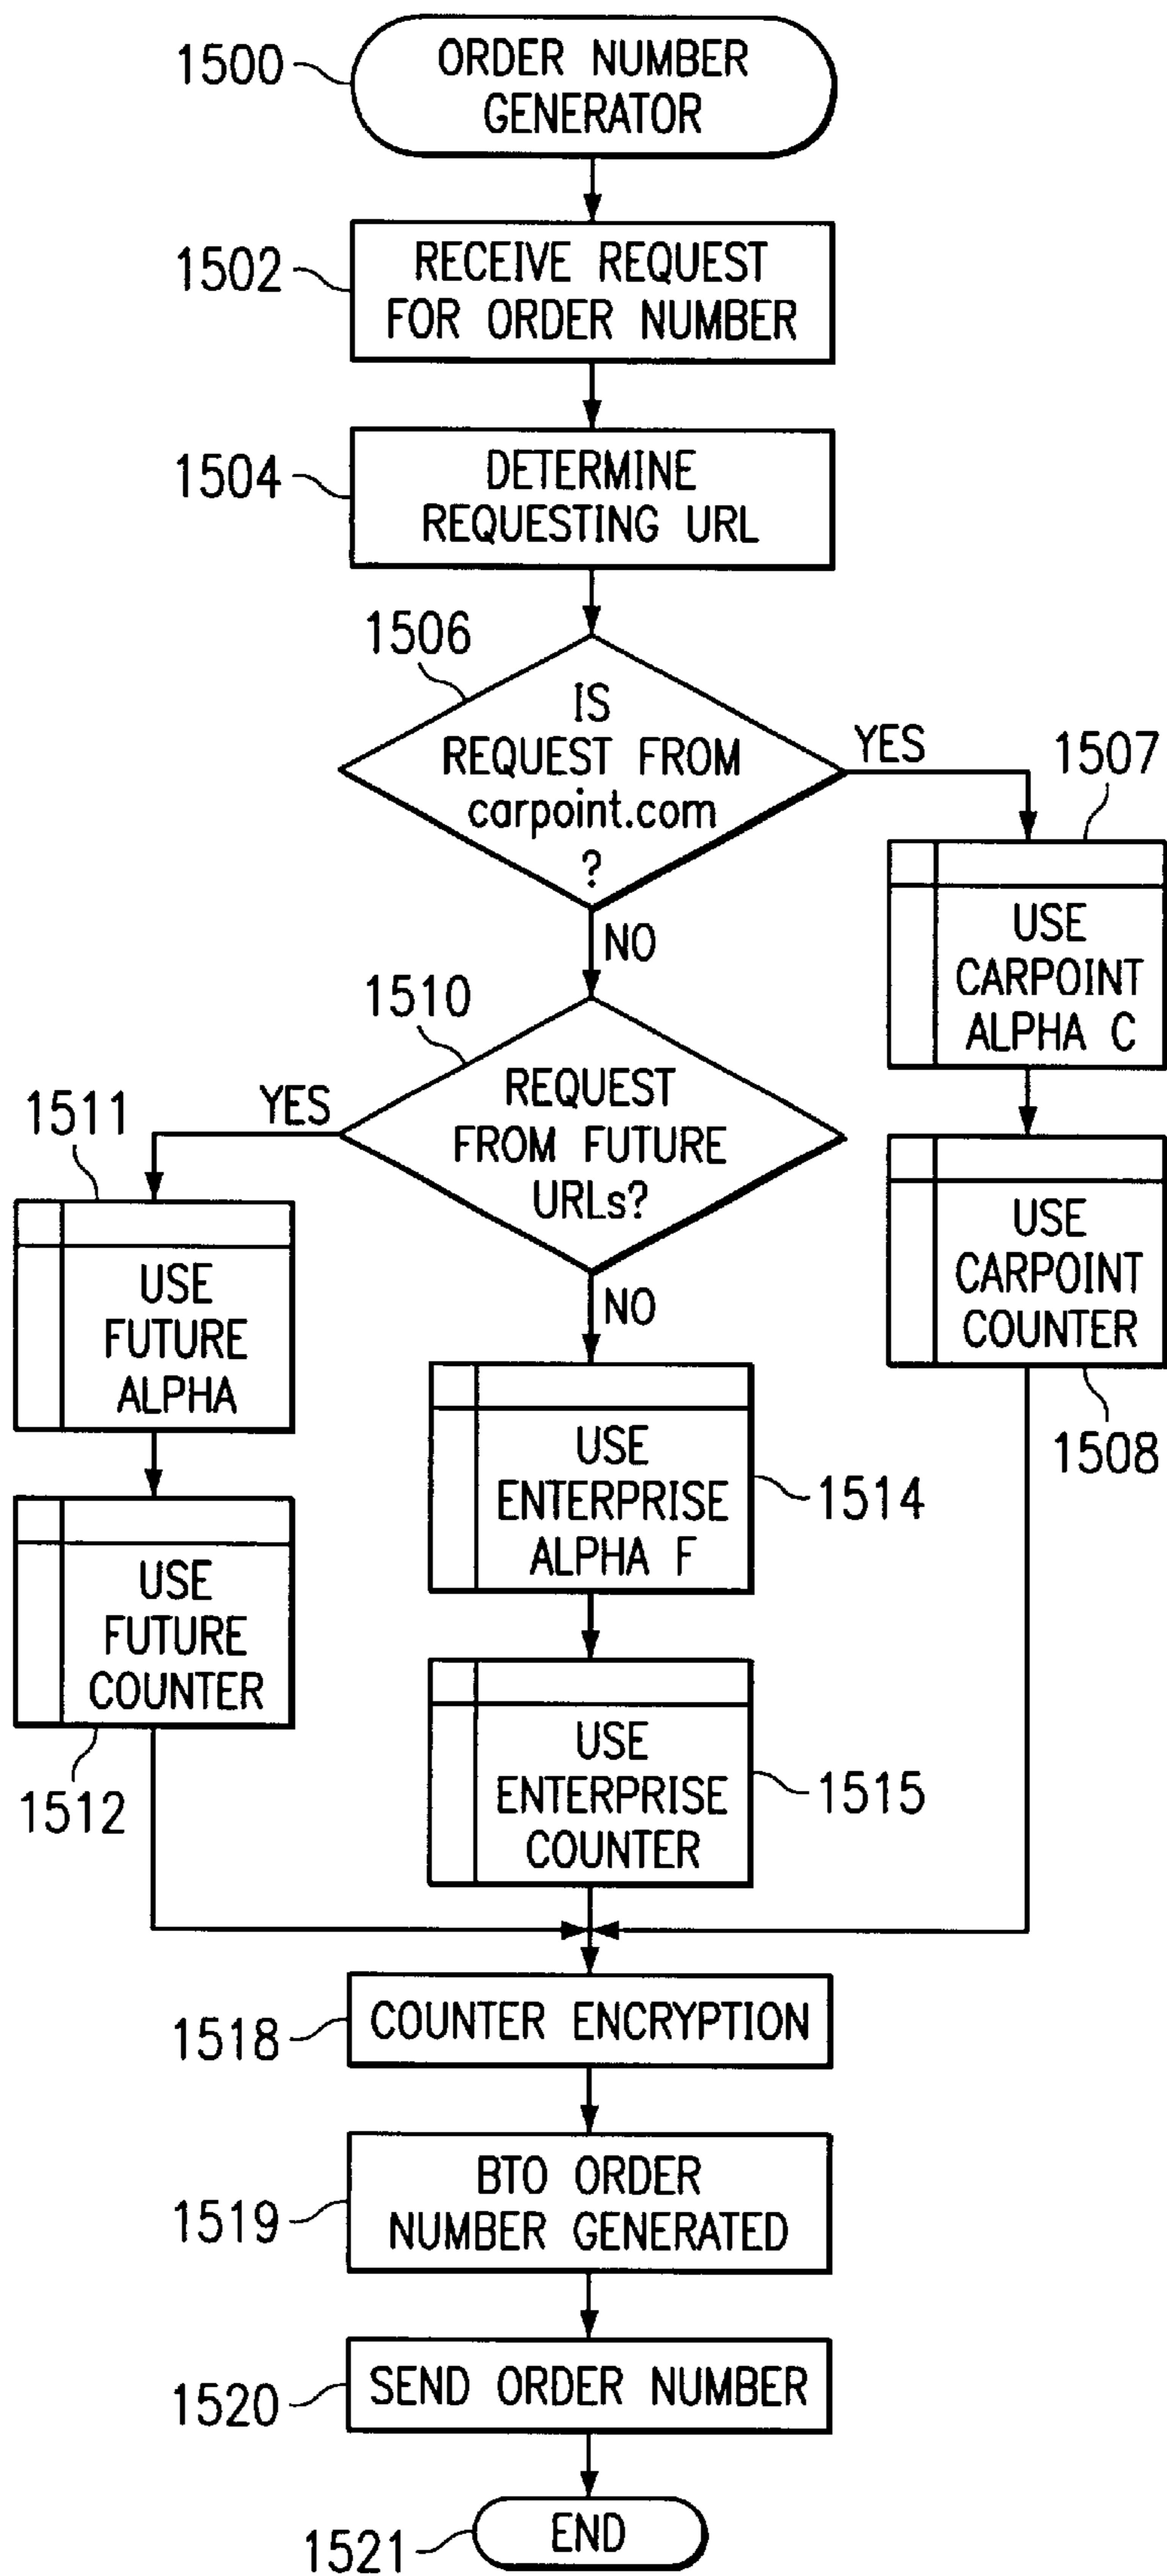 1500
ORDER NUMBER
GENERATOR
1502
RECEIVE REQUEST
FOR ORDER NUMBER
1504
DETERMINE
REQUESTING URL
1506
IS
REQUEST FROM
carpoint.com
?
YES
NO
1507
USE
CARPOINT
ALPHA C
USE
CARPOINT
COUNTER
1508
1510
REQUEST
FROM FUTURE
URLs?
YES
NO
1511
USE
FUTURE
ALPHA
USE
FUTURE
COUNTER
1512
USE
ENTERPRISE
ALPHA F
1514
USE
ENTERPRISE
COUNTER
1515
1518
COUNTER ENCRYPTION
1519
BTO ORDER
NUMBER GENERATED
1520
SEND ORDER NUMBER
1521
END